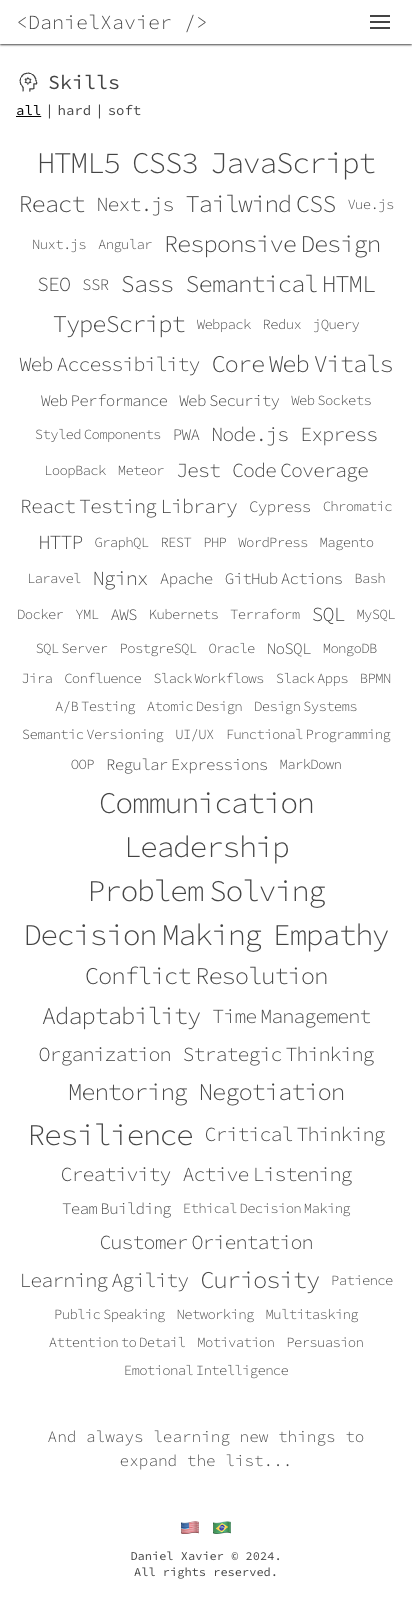 <DanielXavier />
Skills
all | hard | soft
HTML5 CSS3 JavaScript
React Next.js Tailwind CSS Vue.js
Nuxt.js Angular Responsive Design
SEO SSR Sass Semantical HTML
TypeScript Webpack Redux jQuery
Web Accessibility Core Web Vitals
Web Performance Web Security Web Sockets
Styled Components PWA Node.js Express
LoopBack Meteor Jest Code Coverage
React Testing Library Cypress Chromatic
HTTP GraphQL REST PHP WordPress Magento
Laravel Nginx Apache GitHub Actions Bash
Docker YML AWS Kubernetes Terraform SQL MySQL
SQL Server PostgreSQL Oracle NoSQL MongoDB
Jira Confluence Slack Workflows Slack Apps BPMN
A/B Testing Atomic Design Design Systems
Semantic Versioning UI/UX Functional Programming
OOP Regular Expressions MarkDown
Communication
Leadership
Problem Solving
Decision Making Empathy
Conflict Resolution
Adaptability Time Management
Organization Strategic Thinking
Mentoring Negotiation
Resilience Critical Thinking
Creativity Active Listening
Team Building Ethical Decision Making
Customer Orientation
Learning Agility Curiosity Patience
Public Speaking Networking Multitasking
Attention to Detail Motivation Persuasion
Emotional Intelligence
And always learning new things to
expand the list...
Daniel Xavier © 2024.
All rights reserved.